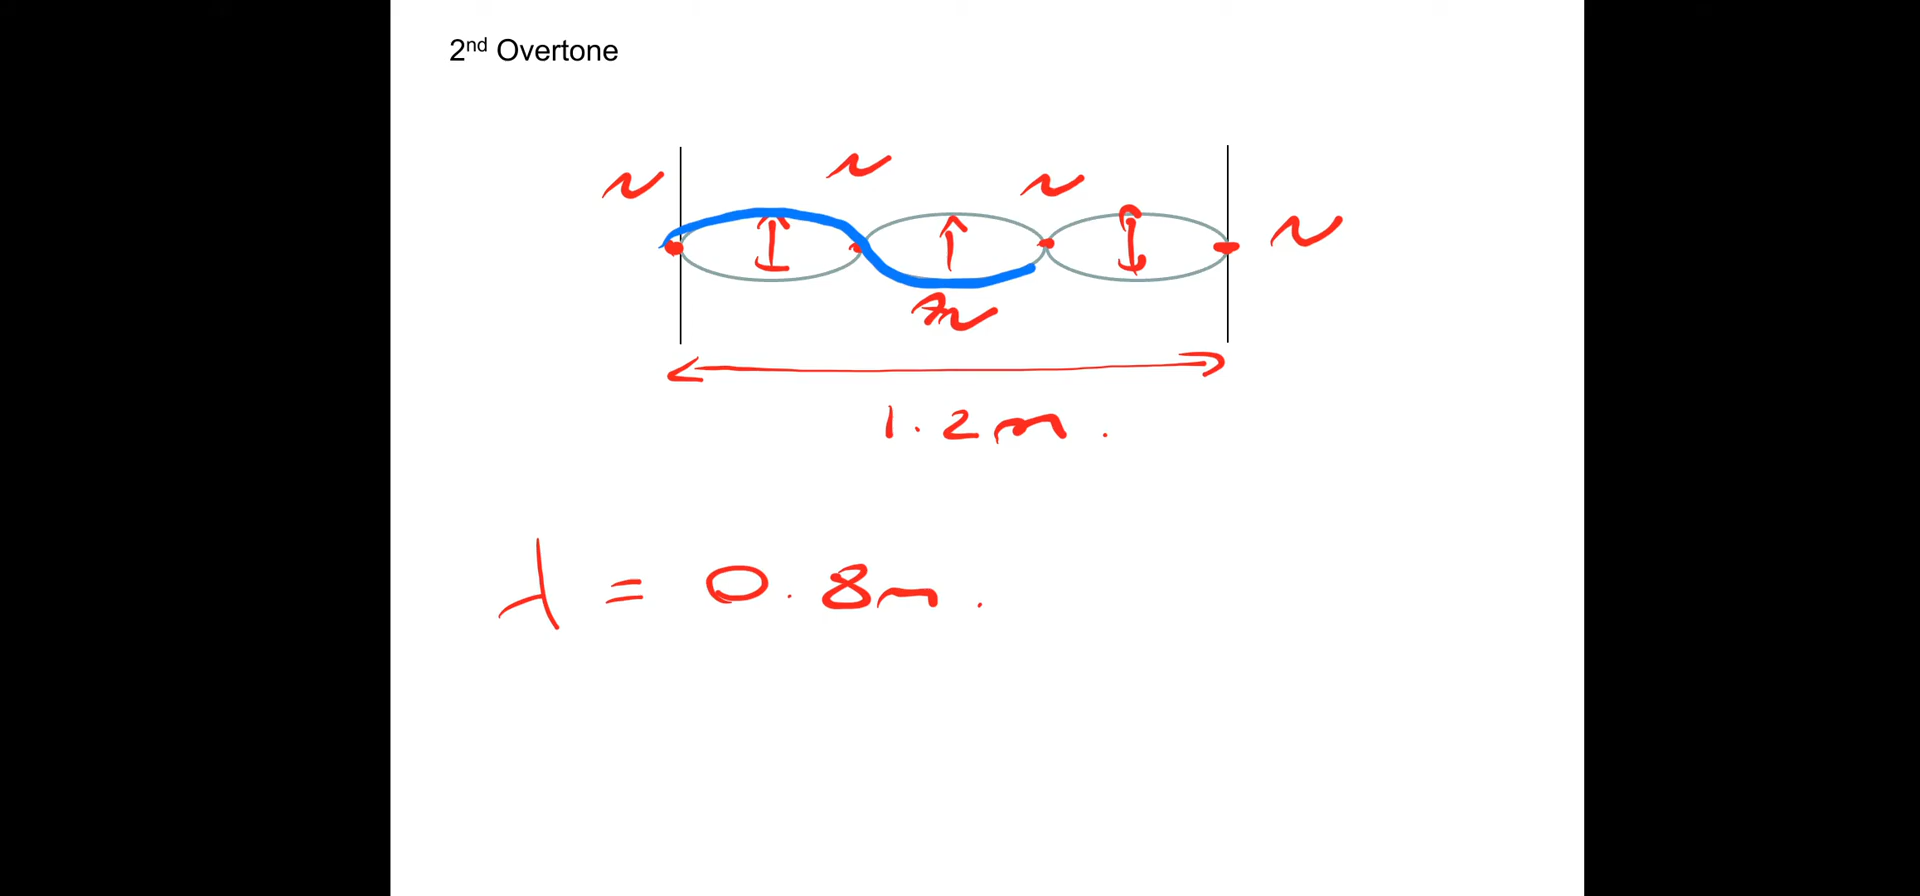 2nd Overtone
N N N N
1.2m.
λ = 0.8m.